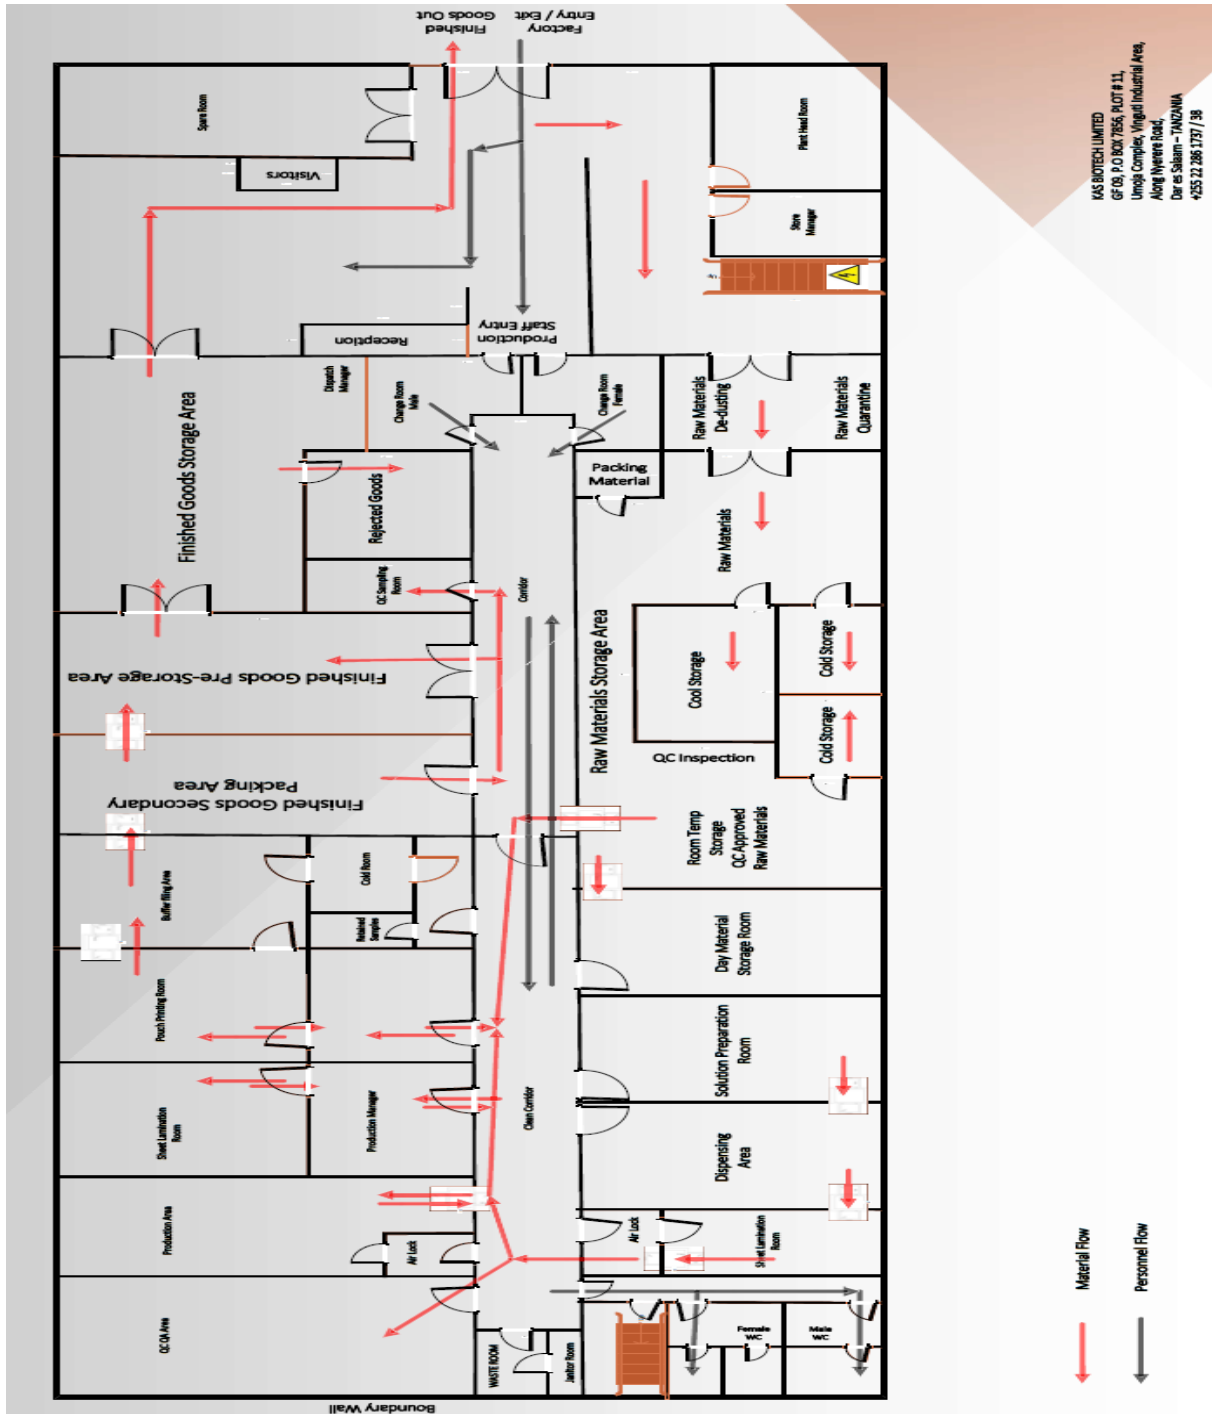 Finished
Goods Out
Factory
Entry / Exit
Spare Room
Visitors
Plant Head Room
Store
Manager
KAS BIOTECH LIMITED
GF 09, P.O BOX 7856, PLOT # 11,
Umoja Complex, Vingguti Industrial Area,
Along Nyerere Road,
Dar es Salaam – TANZANIA
+255 22 286 1737 / 38
Reception
Production
Staff Entry
Dispatch
Manager
Change Room
Male
Change Room
Female
Raw Materials
De-dusting
Raw Materials
Quarantine
Finished Goods Storage Area
Rejected Goods
Packing
Material
Raw Materials
QC Sampling
Room
Corridor
Raw Materials Storage Area
Cool Storage
Cold Storage
Cold Storage
Finished Goods Pre-Storage Area
QC Inspection
Finished Goods Secondary
Packing Area
Room Temp
Storage
QC Approved
Raw Materials
Buffer filing Area
Cold Room
Retained
Samples
Day Material
Storage Room
Pouch Printing Room
Solution Preparation
Room
Sheet Lamination
Room
Production Manager
Clean Corridor
Dispensing
Area
Production Area
Air Lock
Air Lock
Sheet Lamination
Room
QC QA Area
WASTE ROOM
Janitor Room
Female
WC
Male
WC
Boundary Wall
Material Flow
Personnel Flow